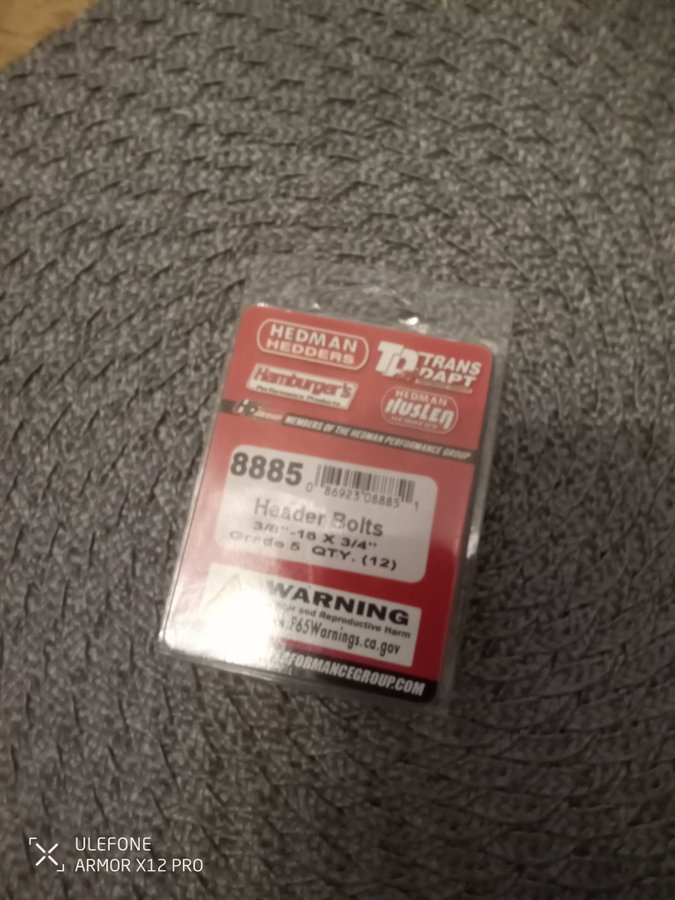 HEDMAN
HEDDERS
TRANS
DAPT
Hamburger's
Performance Products
HEDMAN
HUSLER
MEMBERS OF THE HEDMAN PERFORMANCE GROUP
8885
0 86923 08885 1
Header Bolts
3/8"-16 X 3/4"
Grade 5 QTY. (12)
WARNING
and Reproductive Harm
.P65Warnings.ca.gov
FORMANCEGROUP.COM
ULEFONE
ARMOR X12 PRO